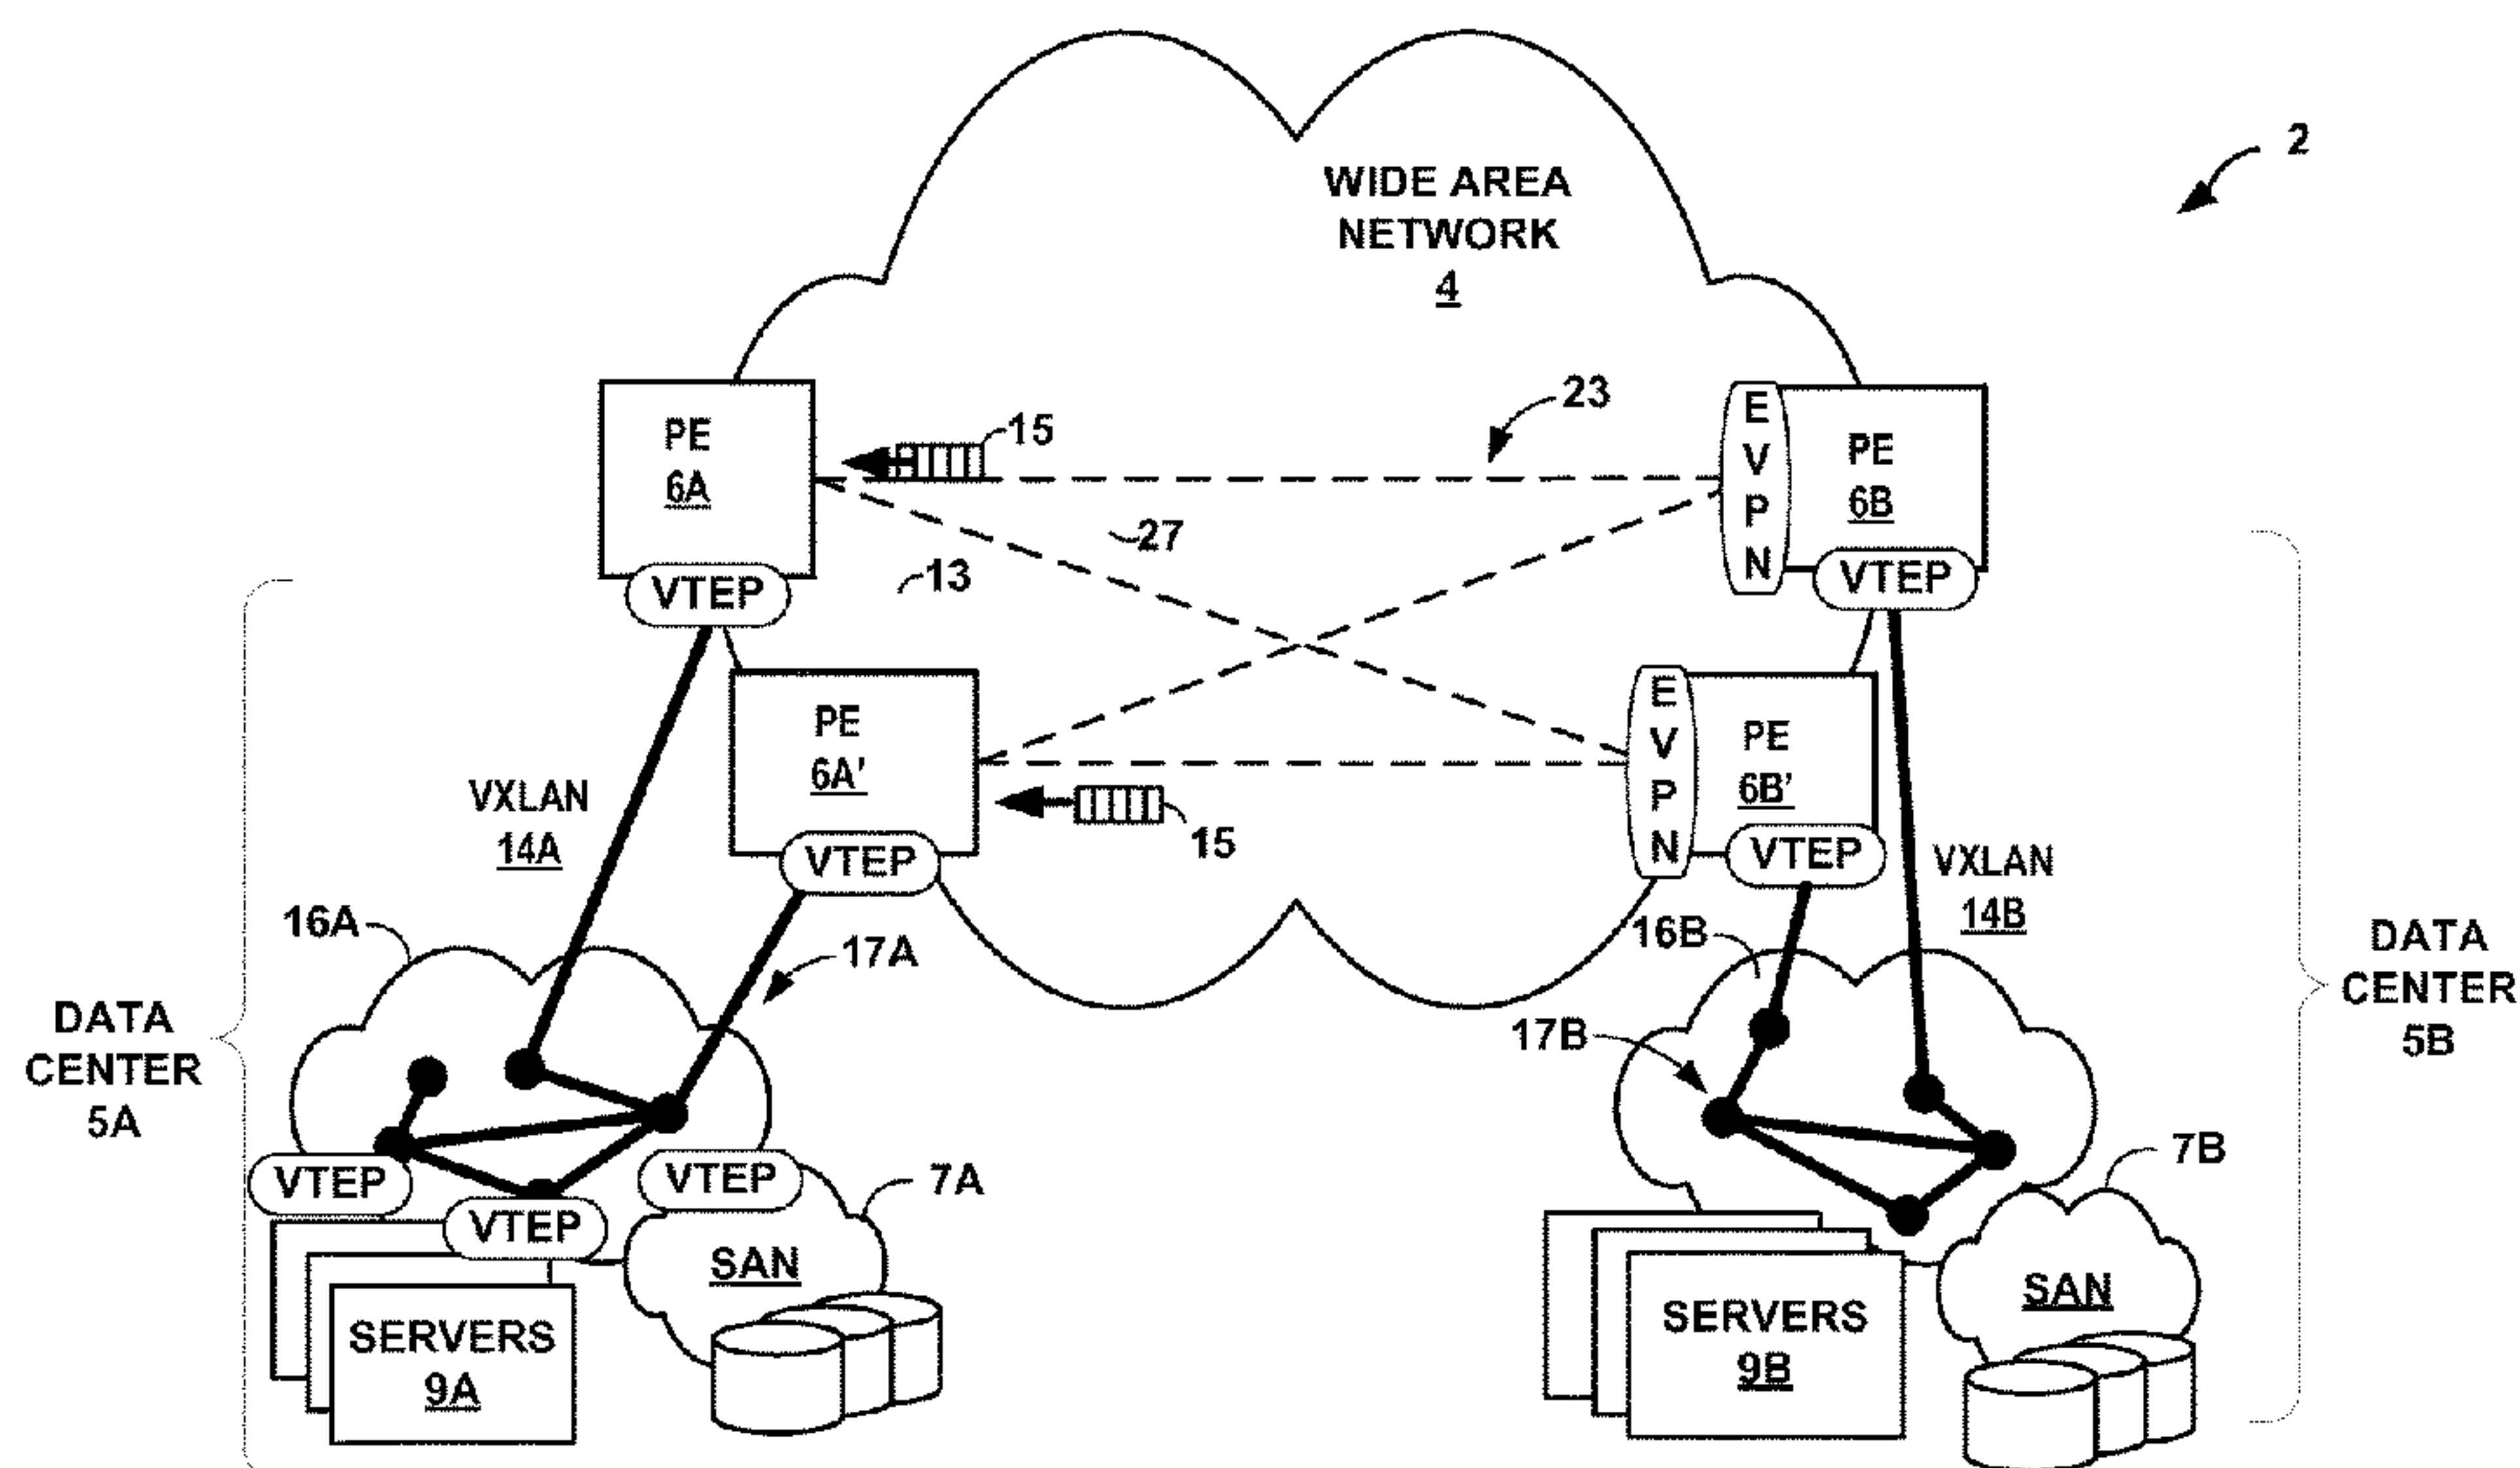 WIDE AREA
NETWORK
4
2
PE
6A
15
23
E
V
P
N
PE
6B
27
13
VTEP
VTEP
PE
6A'
E
V
P
N
PE
6B'
VXLAN
14A
15
VTEP
VTEP
VXLAN
14B
16A
17A
16B
DATA
CENTER
5A
17B
DATA
CENTER
5B
VTEP
VTEP
VTEP
7A
7B
SAN
SERVERS
9A
SERVERS
9B
SAN